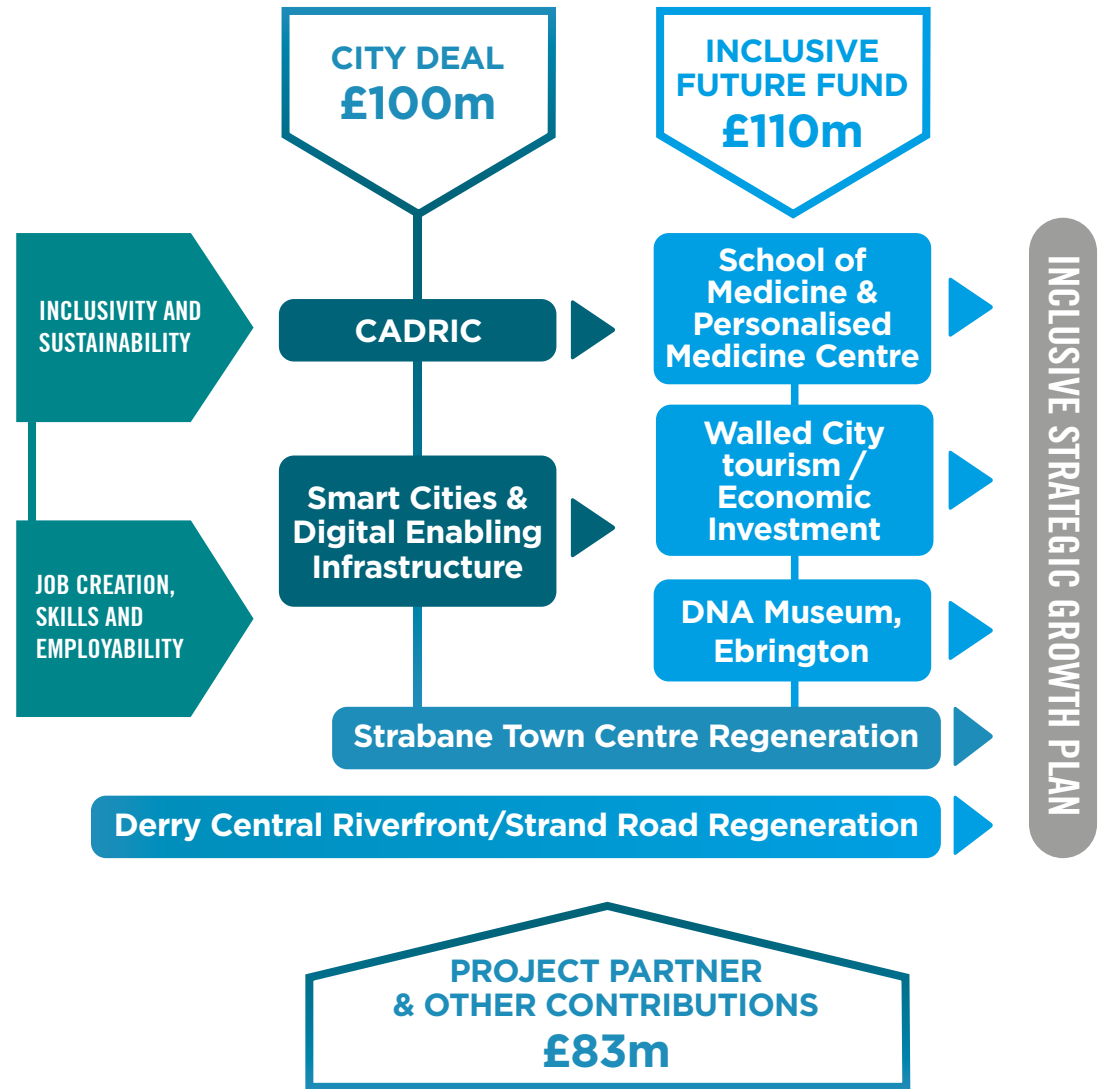 CITY DEAL
£100m
INCLUSIVE
FUTURE FUND
£110m
INCLUSIVITY AND
SUSTAINABILITY
JOB CREATION,
SKILLS AND
EMPLOYABILITY
CADRIC
Smart Cities &
Digital Enabling
Infrastructure
School of
Medicine &
Personalised
Medicine Centre
Walled City
tourism /
Economic
Investment
DNA Museum,
Ebrington
Strabane Town Centre Regeneration
Derry Central Riverfront/Strand Road Regeneration
INCLUSIVE STRATEGIC GROWTH PLAN
PROJECT PARTNER
& OTHER CONTRIBUTIONS
£83m